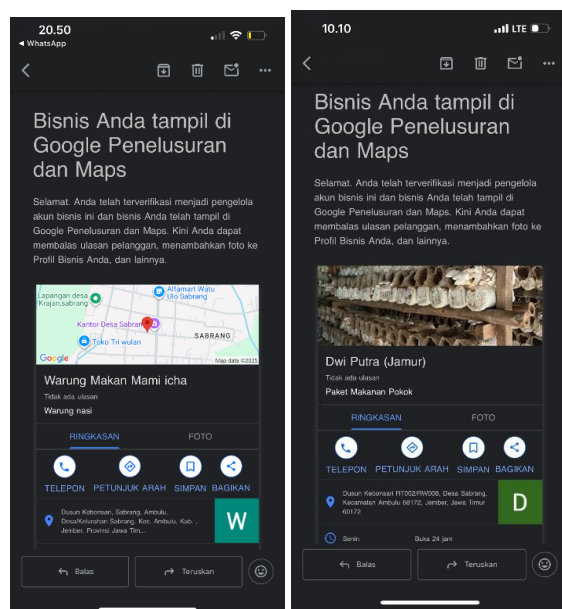 20.50
WhatsApp
Bisnis Anda tampil di
Google Penelusuran
dan Maps
Selamat. Anda telah terverifikasi menjadi pengelola
akun bisnis ini dan bisnis Anda telah tampil di
Google Penelusuran dan Maps. Kini Anda dapat
membalas ulasan pelanggan, menambahkan foto ke
Profil Bisnis Anda, dan lainnya.
Lapangan desa
Krajan,sabrang
Alfamart Watu
Ulo Sabrang
Kantor Desa Sabrang
SABRANG
Toko Tri wulan
Google
Map data ©2025
Warung Makan Mami icha
Tidak ada ulasan
Warung nasi
RINGKASAN
FOTO
TELEPON
PETUNJUK ARAH
SIMPAN
BAGIKAN
Dusun Kebonsari, Sabrang, Ambulu,
Desa/Kelurahan Sabrang, Kec. Ambulu, Kab. ,
Jember, Provinsi Jawa Tim...
W
Balas
Teruskan
10.10
LTE
Bisnis Anda tampil di
Google Penelusuran
dan Maps
Selamat. Anda telah terverifikasi menjadi pengelola
akun bisnis ini dan bisnis Anda telah tampil di
Google Penelusuran dan Maps. Kini Anda dapat
membalas ulasan pelanggan, menambahkan foto ke
Profil Bisnis Anda, dan lainnya.
Dwi Putra (Jamur)
Tidak ada ulasan
Paket Makanan Pokok
RINGKASAN
FOTO
TELEPON
PETUNJUK ARAH
SIMPAN
BAGIKAN
Dusun Kebonsari RT002/RW008, Desa Sabrang,
Kecamatan Ambulu 68172, Jember, Jawa Timur
60172
D
Senin
Buka 24 jam
Balas
Teruskan